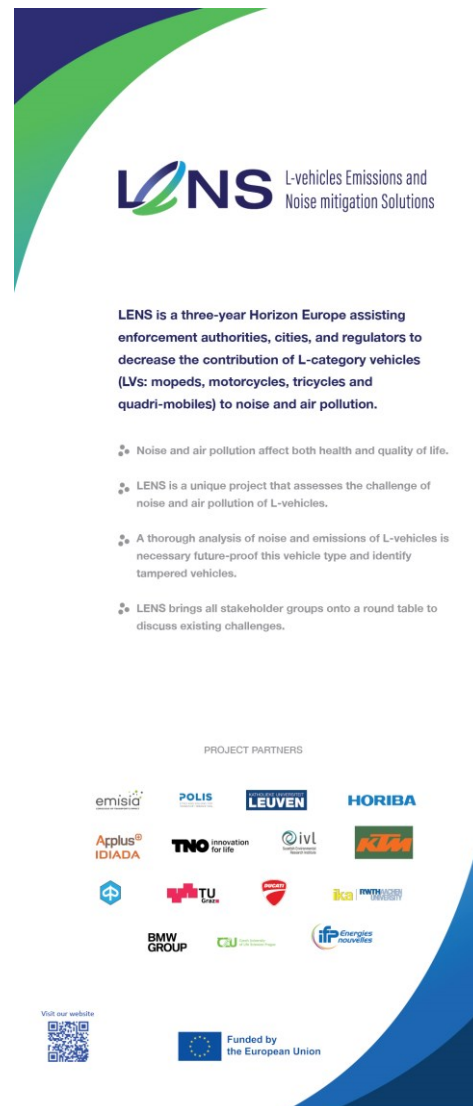 LENS
L-vehicles Emissions and
Noise mitigation Solutions
LENS is a three-year Horizon Europe assisting
enforcement authorities, cities, and regulators to
decrease the contribution of L-category vehicles
(LVs: mopeds, motorcycles, tricycles and
quadri-mobiles) to noise and air pollution.
Noise and air pollution affect both health and quality of life.
LENS is a unique project that assesses the challenge of
noise and air pollution of L-vehicles.
A thorough analysis of noise and emissions of L-vehicles is
necessary future-proof this vehicle type and identify
tampered vehicles.
LENS brings all stakeholder groups onto a round table to
discuss existing challenges.
PROJECT PARTNERS
emisia
POLIS
KATHOLIEKE UNIVERSITEIT
LEUVEN
HORIBA
Applus
IDIADA
TNO innovation
for life
ivl
KTM
TU
Graz
DUCATI
ika RWTHAACHEN
UNIVERSITY
BMW
GROUP
CZU
ifp Energies
nouvelles
Visit our website
Funded by
the European Union